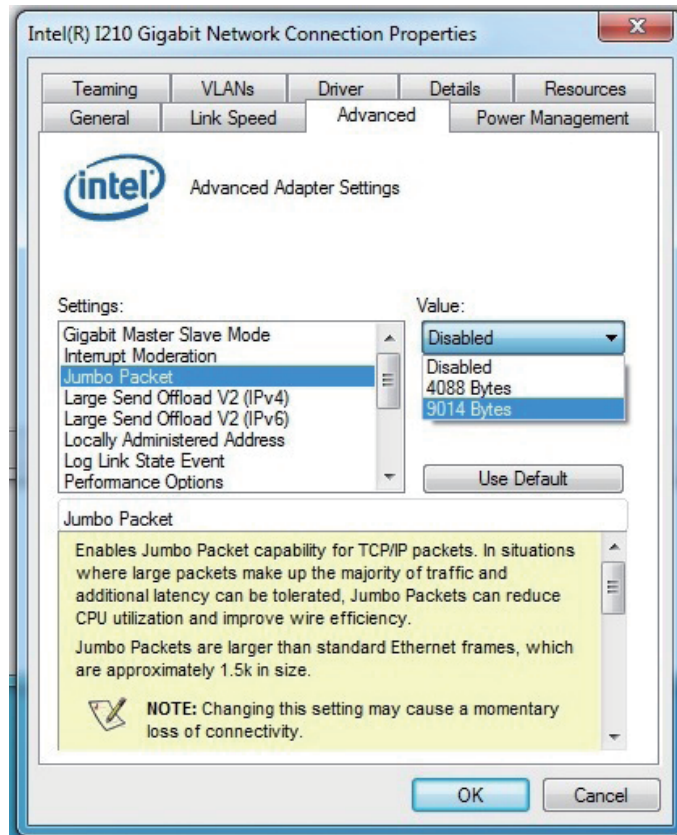 Intel(R) I210 Gigabit Network Connection Properties
Teaming VLANs Driver Details Resources
General Link Speed Advanced Power Management
intel Advanced Adapter Settings
Settings:
Gigabit Master Slave Mode
Interrupt Moderation
Jumbo Packet
Large Send Offload V2 (IPv4)
Large Send Offload V2 (IPv6)
Locally Administered Address
Log Link State Event
Performance Options
Value:
Disabled
Disabled
4088 Bytes
9014 Bytes
Use Default
Jumbo Packet
Enables Jumbo Packet capability for TCP/IP packets. In situations
where large packets make up the majority of traffic and
additional latency can be tolerated, Jumbo Packets can reduce
CPU utilization and improve wire efficiency.
Jumbo Packets are larger than standard Ethernet frames, which
are approximately 1.5k in size.
NOTE: Changing this setting may cause a momentary
loss of connectivity.
OK Cancel